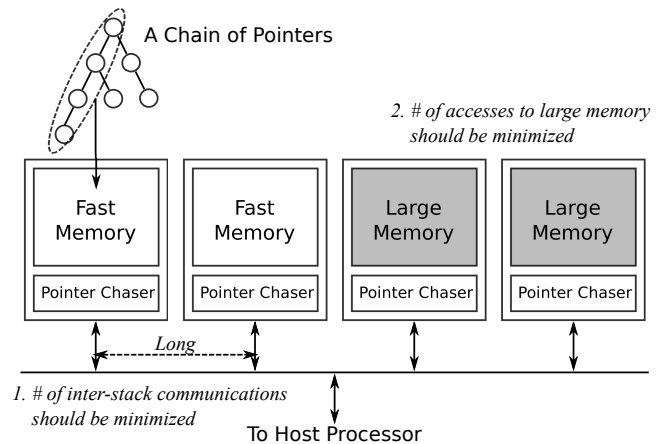 A Chain of Pointers
2. # of accesses to large memory
should be minimized
Fast
Memory
Fast
Memory
Large
Memory
Large
Memory
Pointer Chaser
Pointer Chaser
Pointer Chaser
Pointer Chaser
Long
1. # of inter-stack communications
should be minimized
To Host Processor